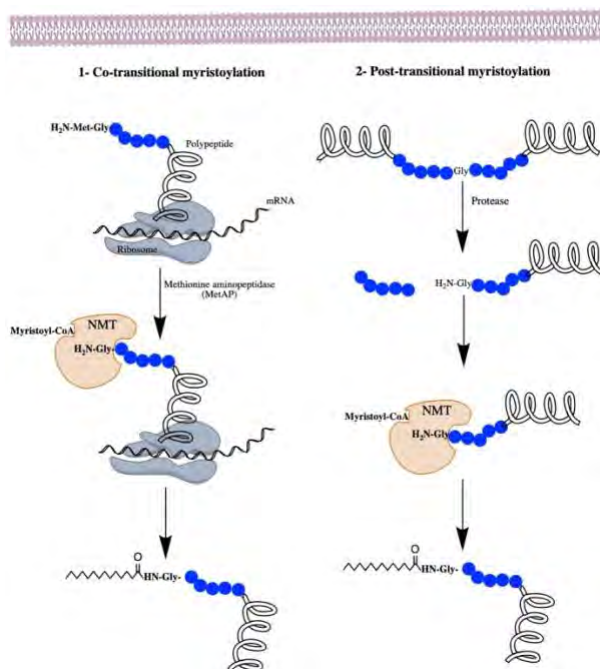 1- Co-transitional myristoylation
H₂N-Met-Gly-
Polypeptide
mRNA
Ribosome
Methionine aminopeptidase
(MetAP)
Myristoyl-CoA
NMT
H₂N-Gly-
O
HN-Gly-
2- Post-transitional myristoylation
Gly
Protease
H₂N-Gly
Myristoyl-CoA
NMT
H₂N-Gly
O
HN-Gly-